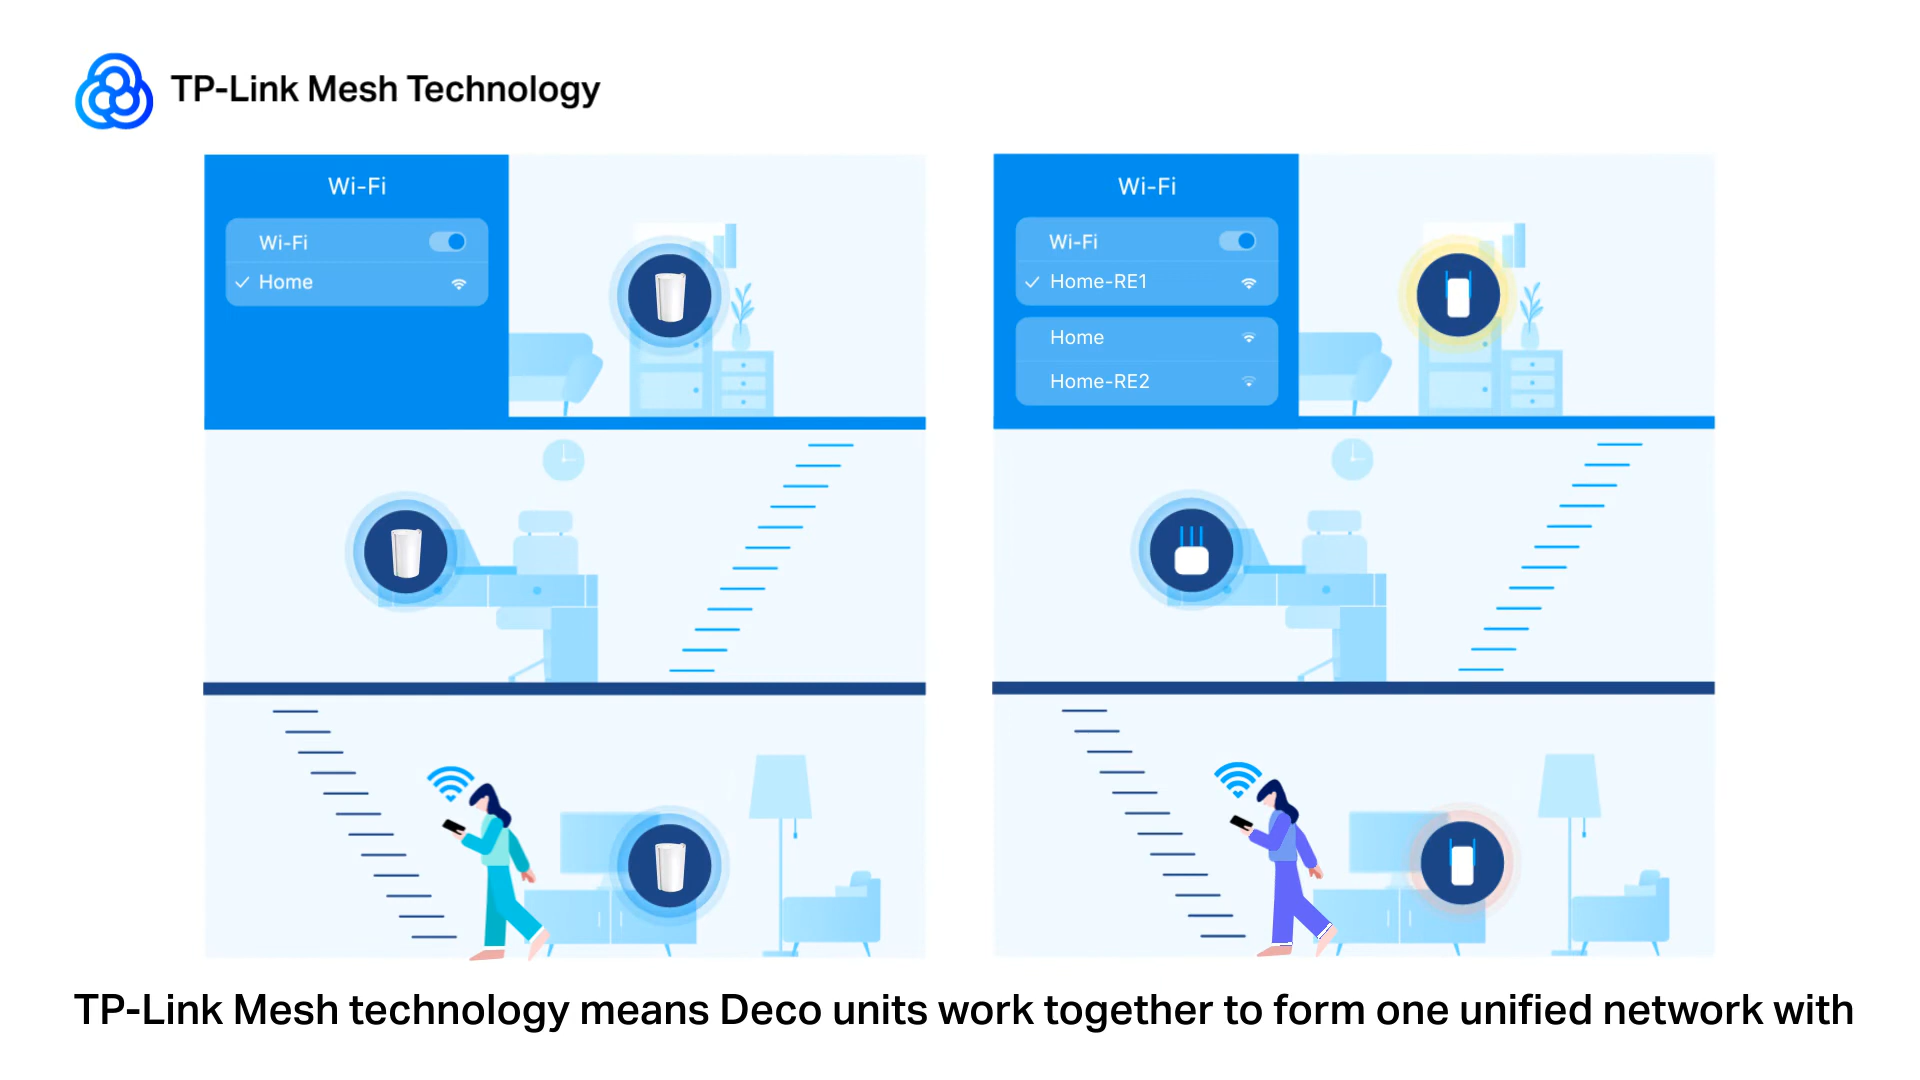 TP-Link Mesh Technology
Wi-Fi
Wi-Fi
Home
Wi-Fi
Wi-Fi
Home-RE1
Home
Home-RE2
TP-Link Mesh technology means Deco units work together to form one unified network with